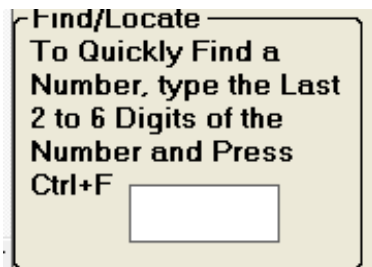 Find/Locate
To Quickly Find a
Number, type the Last
2 to 6 Digits of the
Number and Press
Ctrl+F